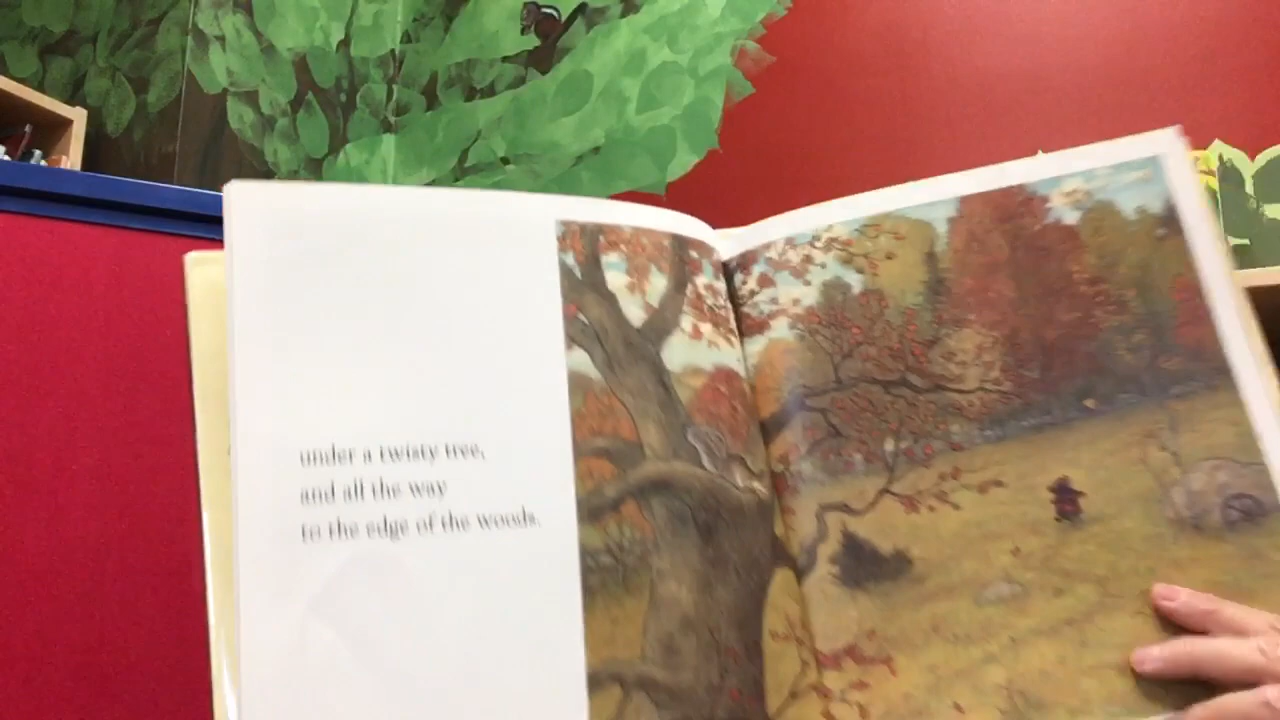 under a twisty tree,
and all the way
to the edge of the woods.